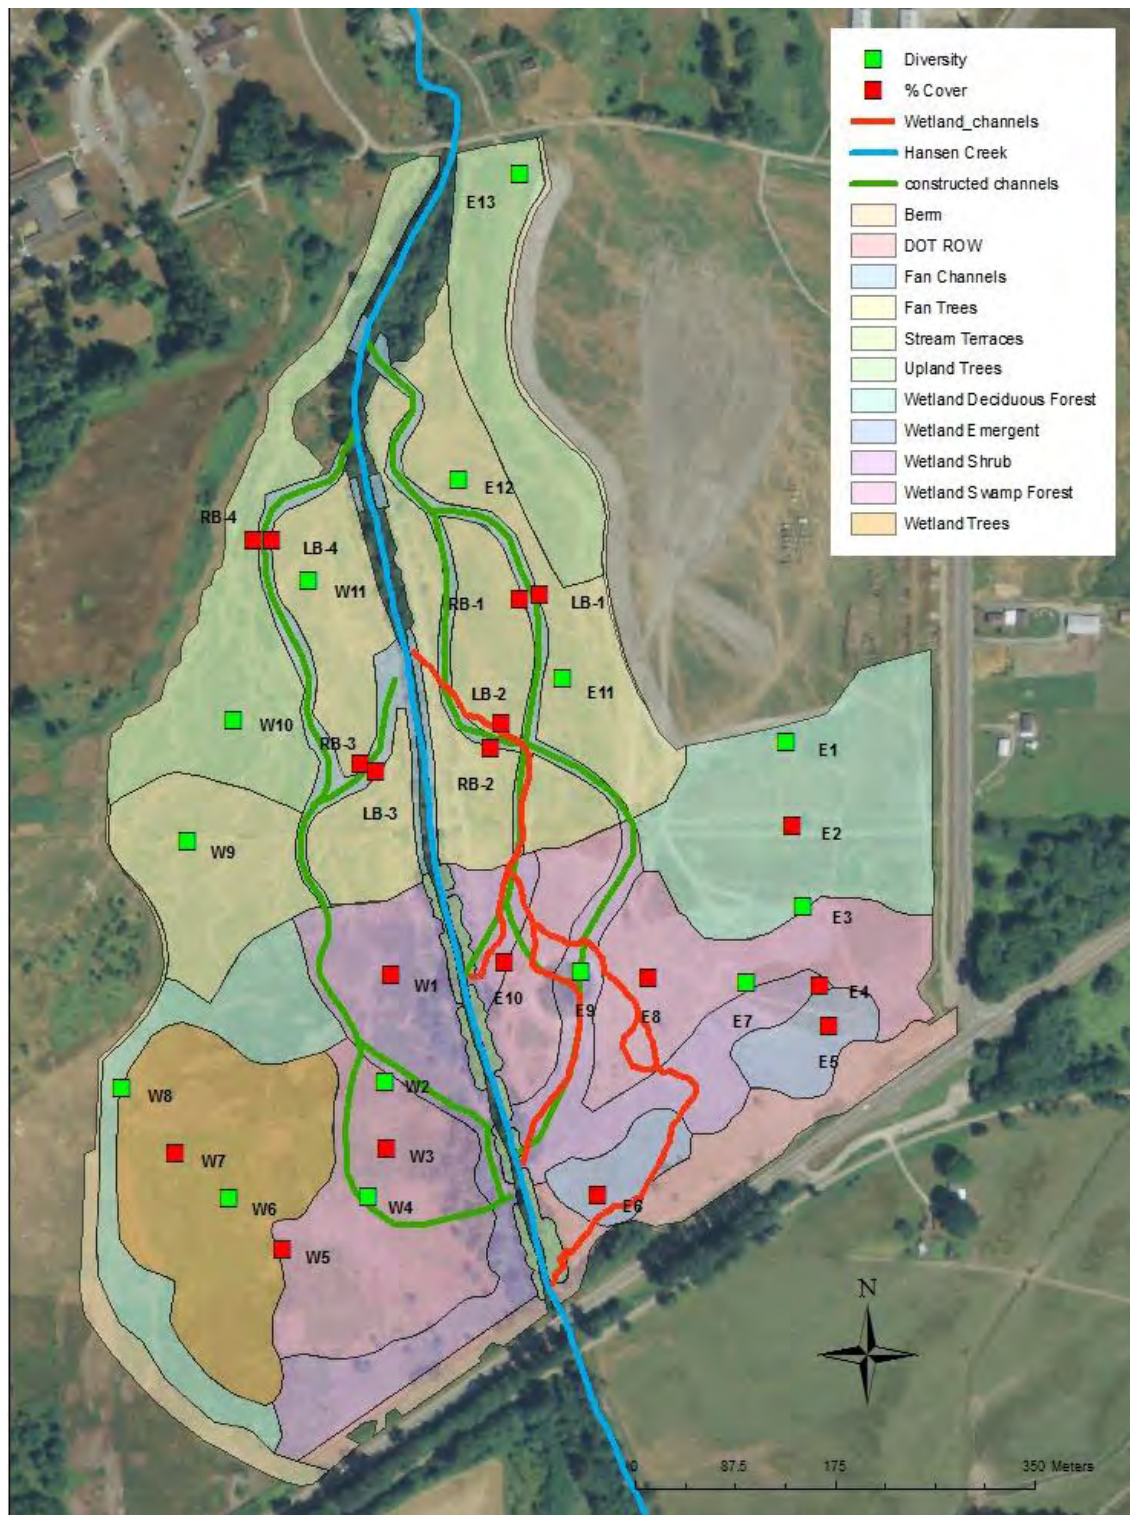 Diversity
% Cover
Wetland_channels
Hansen Creek
constructed channels
Berm
DOT ROW
Fan Channels
Fan Trees
Stream Terraces
Upland Trees
Wetland Deciduous Forest
Wetland Emergent
Wetland Shrub
Wetland Swamp Forest
Wetland Trees
E13
E12
RB-4
LB-4
W11
RB-1
LB-1
E11
LB-2
W10
RB-3
RB-2
E1
LB-3
E2
W9
E3
W1
E10
E9
E8
E7
E4
E5
W2
W8
W3
W7
W4
W6
E6
W5
N
0 87.5 175 350 Meters